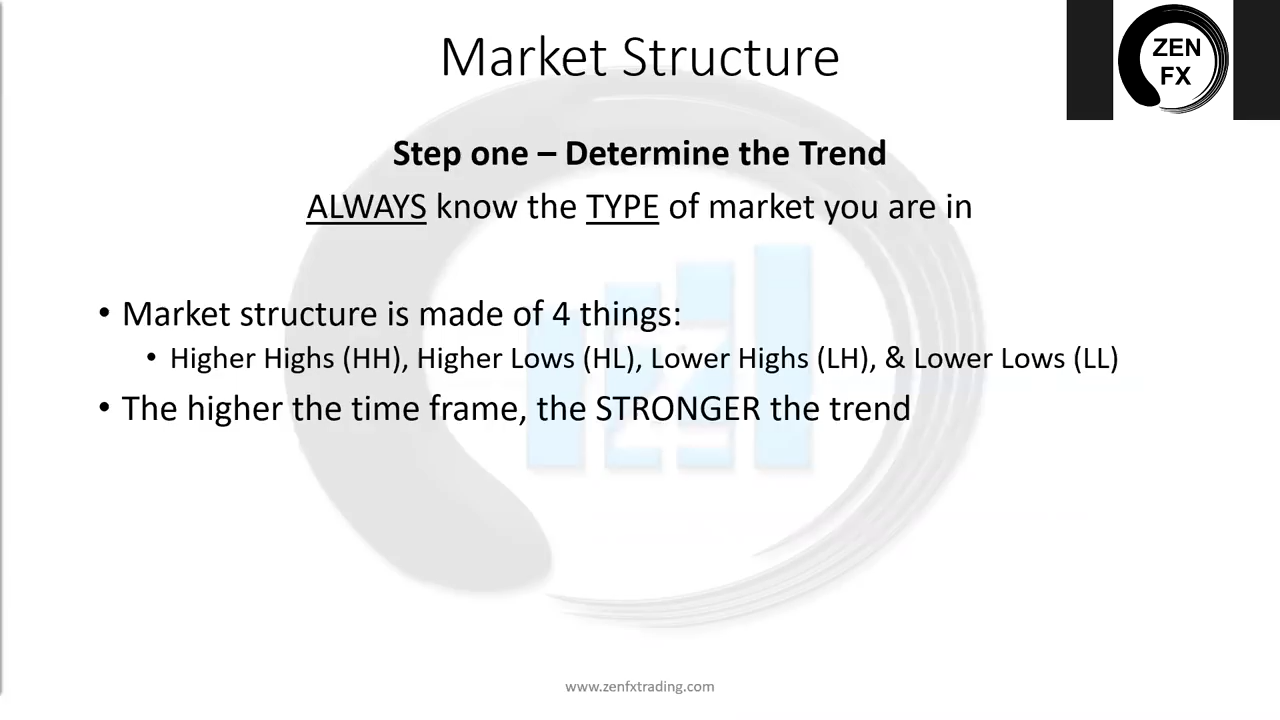 Market Structure
ZEN
FX
Step one – Determine the Trend
ALWAYS know the TYPE of market you are in
• Market structure is made of 4 things:
• Higher Highs (HH), Higher Lows (HL), Lower Highs (LH), & Lower Lows (LL)
• The higher the time frame, the STRONGER the trend
www.zenfxtrading.com